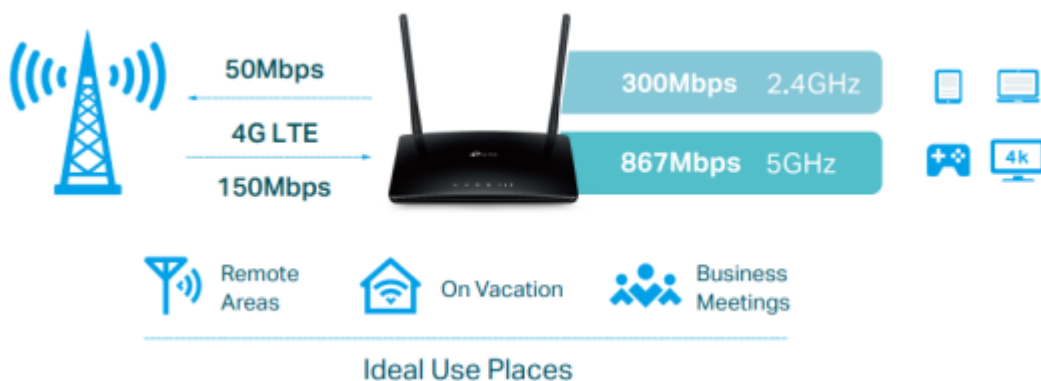 50Mbps
4G LTE
150Mbps
300Mbps 2.4GHz
867Mbps 5GHz
4k
Remote
Areas
On Vacation
Business
Meetings
Ideal Use Places